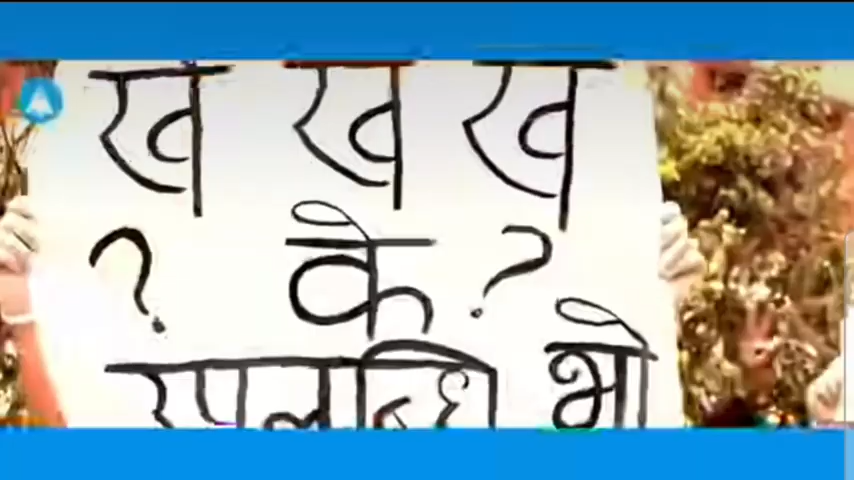 ख ख ख
? के ?
उपलब्धि भो